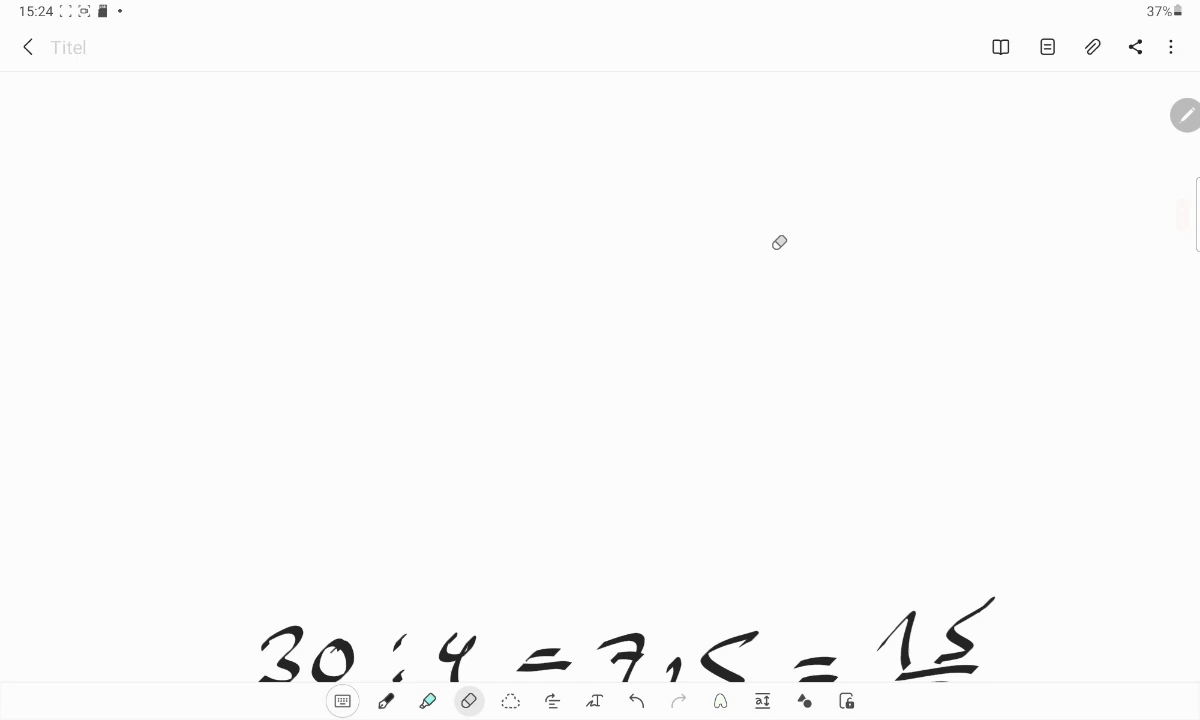 15:24
37%
Titel
30 : 4 = 7,5 = 15